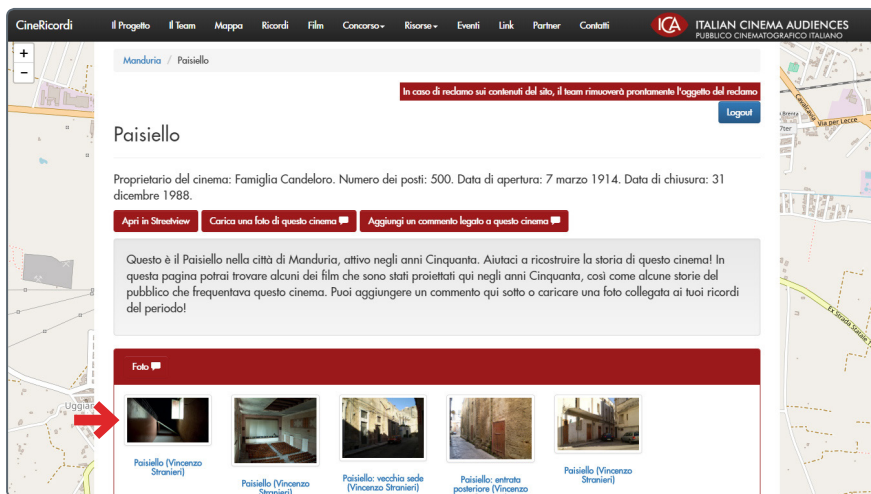 CineRicordi
Il Progetto
Il Team
Mappa
Ricordi
Film
Concorso
Risorse
Eventi
Link
Partner
Contatti
ICA
ITALIAN CINEMA AUDIENCES
PUBBLICO CINEMATOGRAFICO ITALIANO
+
−
Manduria / Paisiello
In caso di reclamo sui contenuti del sito, il team rimuoverà prontamente l'oggetto del reclamo
Logout
Paisiello
Proprietario del cinema: Famiglia Candeloro. Numero dei posti: 500. Data di apertura: 7 marzo 1914. Data di chiusura: 31
dicembre 1988.
Apri in Streetview
Carica una foto di questo cinema
Aggiungi un commento legato a questo cinema
Questo è il Paisiello nella città di Manduria, attivo negli anni Cinquanta. Aiutaci a ricostruire la storia di questo cinema! In
questa pagina potrai trovare alcuni dei film che sono stati proiettati qui negli anni Cinquanta, così come alcune storie del
pubblico che frequentava questo cinema. Puoi aggiungere un commento qui sotto o caricare una foto collegata ai tuoi ricordi
del periodo!
Foto
Paisiello (Vincenzo
Stranieri)
Paisiello (Vincenzo
Stranieri)
Paisiello: vecchia sede
(Vincenzo Stranieri)
Paisiello: entrata
posteriore (Vincenzo
Paisiello (Vincenzo
Stranieri)
Via per Lecce
Ex Strada Statale
Uggian